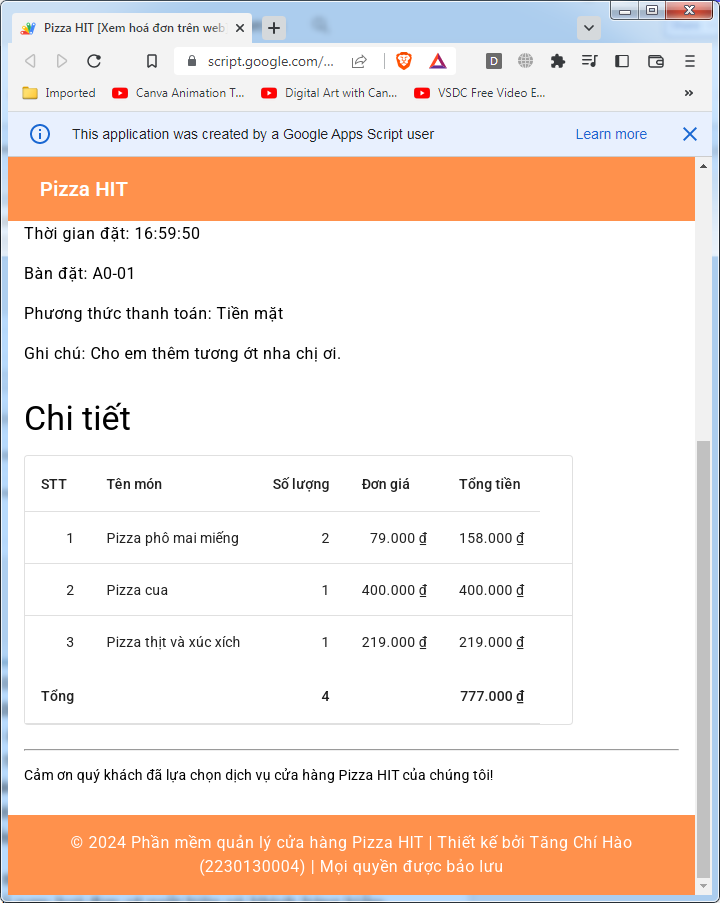 Pizza HIT [Xem hoá đơn trên web
script.google.com/...
D
Imported
Canva Animation T...
Digital Art with Can...
VSDC Free Video E...
»
This application was created by a Google Apps Script user
Learn more
Pizza HIT
Thời gian đặt: 16:59:50
Bàn đặt: A0-01
Phương thức thanh toán: Tiền mặt
Ghi chú: Cho em thêm tương ớt nha chị ơi.
Chi tiết
STT Tên món Số lượng Đơn giá Tổng tiền
1 Pizza phô mai miếng 2 79.000 ₫ 158.000 ₫
2 Pizza cua 1 400.000 ₫ 400.000 ₫
3 Pizza thịt và xúc xích 1 219.000 ₫ 219.000 ₫
Tổng 4 777.000 ₫
Cảm ơn quý khách đã lựa chọn dịch vụ cửa hàng Pizza HIT của chúng tôi!
© 2024 Phần mềm quản lý cửa hàng Pizza HIT | Thiết kế bởi Tăng Chí Hào
(2230130004) | Mọi quyền được bảo lưu